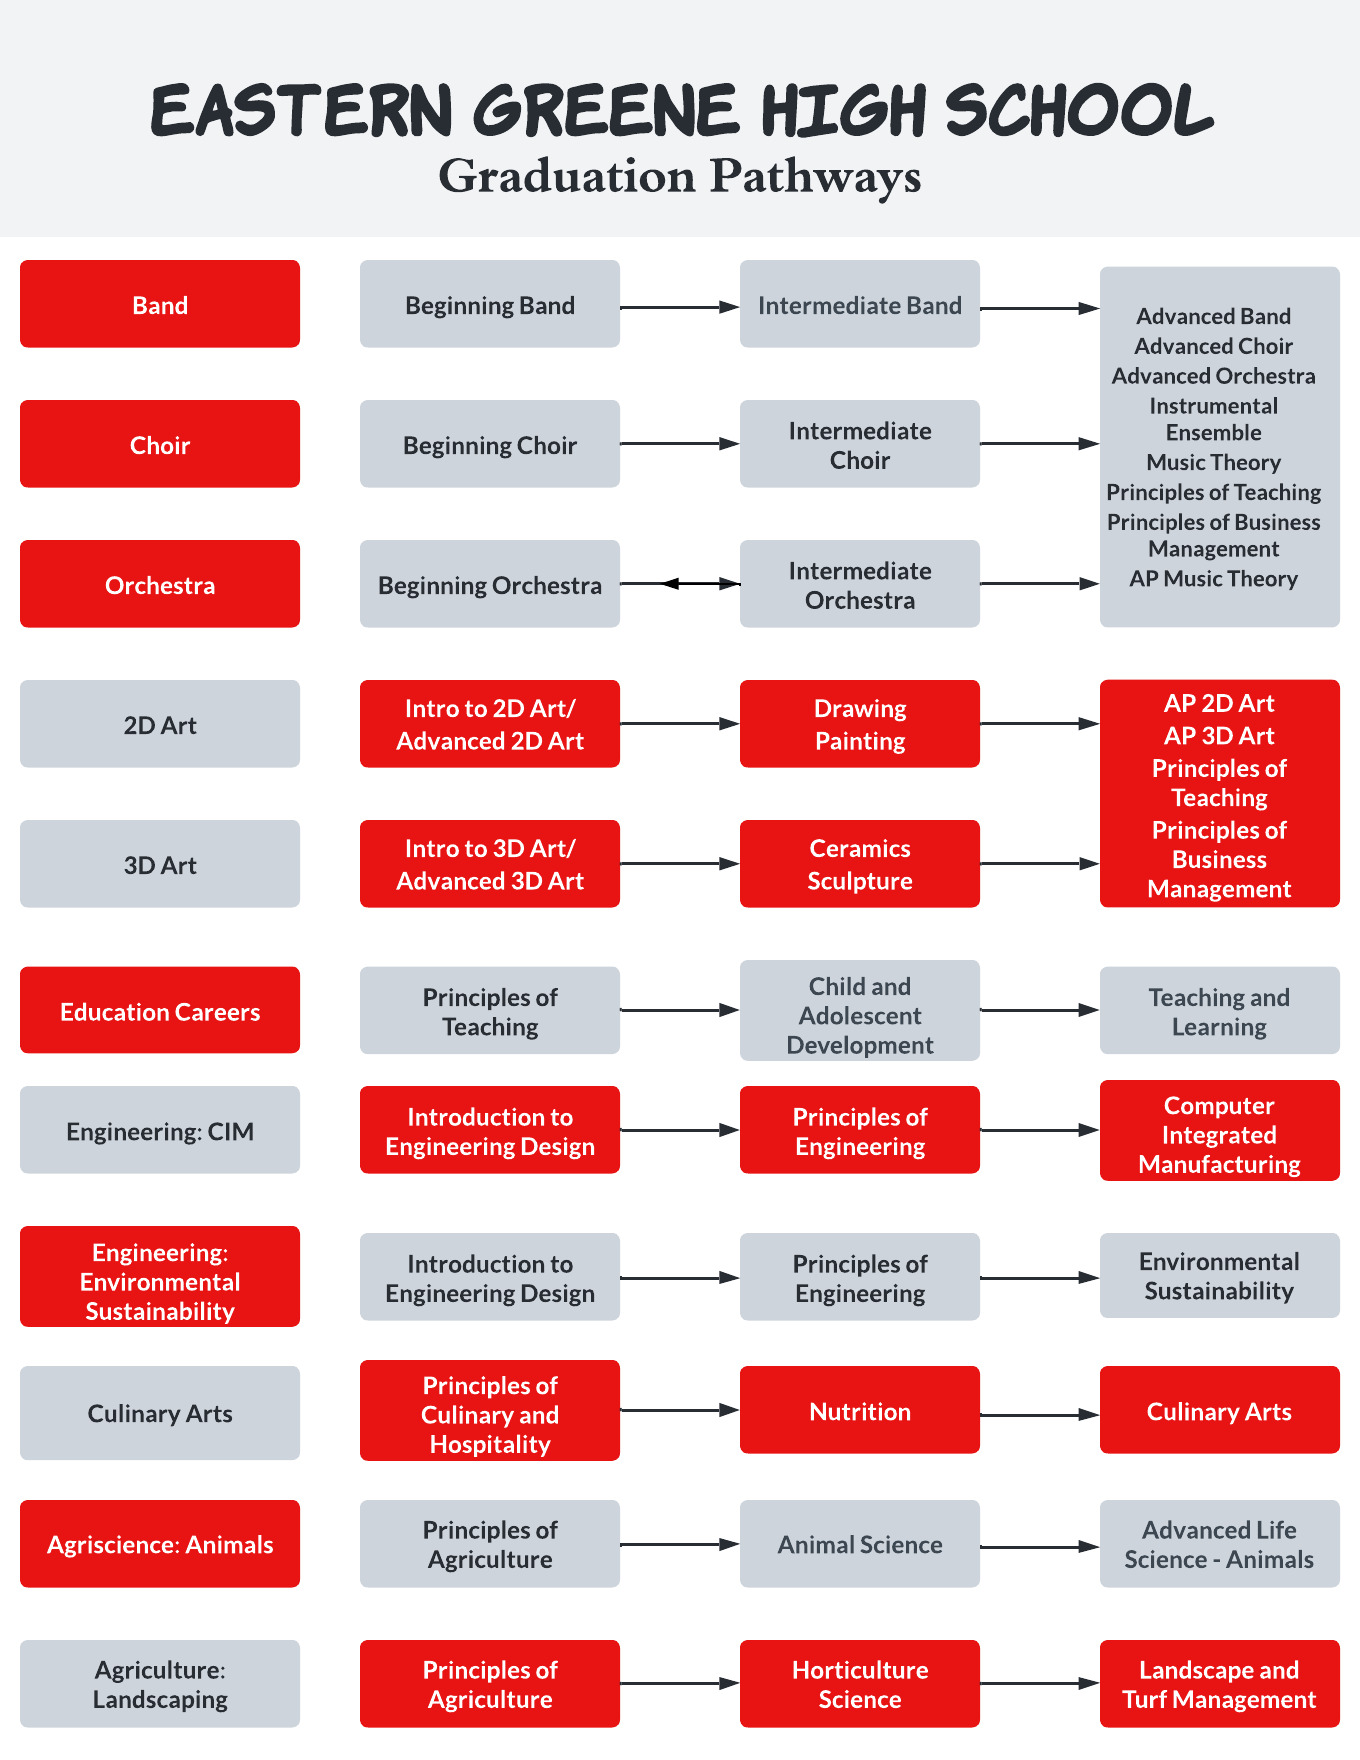 EASTERN GREENE HIGH SCHOOL
Graduation Pathways
Band
Beginning Band
Intermediate Band
Advanced Band
Advanced Choir
Advanced Orchestra
Instrumental
Ensemble
Music Theory
Principles of Teaching
Principles of Business
Management
AP Music Theory
Choir
Beginning Choir
Intermediate
Choir
Orchestra
Beginning Orchestra
Intermediate
Orchestra
2D Art
Intro to 2D Art/
Advanced 2D Art
Drawing
Painting
AP 2D Art
AP 3D Art
Principles of
Teaching
Principles of
Business
Management
3D Art
Intro to 3D Art/
Advanced 3D Art
Ceramics
Sculpture
Education Careers
Principles of
Teaching
Child and
Adolescent
Development
Teaching and
Learning
Engineering: CIM
Introduction to
Engineering Design
Principles of
Engineering
Computer
Integrated
Manufacturing
Engineering:
Environmental
Sustainability
Introduction to
Engineering Design
Principles of
Engineering
Environmental
Sustainability
Culinary Arts
Principles of
Culinary and
Hospitality
Nutrition
Culinary Arts
Agriscience: Animals
Principles of
Agriculture
Animal Science
Advanced Life
Science - Animals
Agriculture:
Landscaping
Principles of
Agriculture
Horticulture
Science
Landscape and
Turf Management